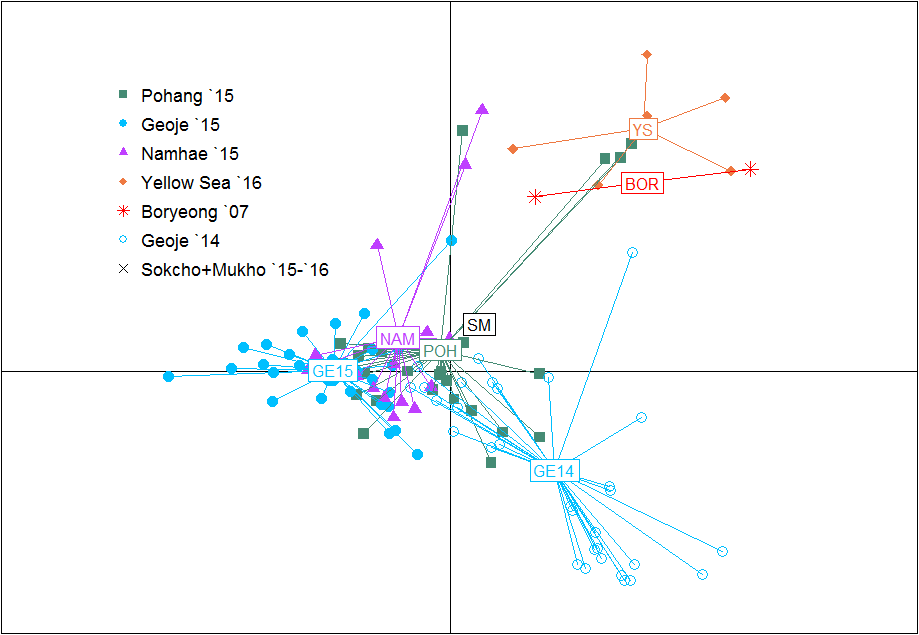 Pohang `15
Geoje `15
Namhae `15
Yellow Sea `16
Boryeong `07
Geoje `14
Sokcho+Mukho `15-`16
YS
BOR
SM
NAM
POH
GE15
GE14